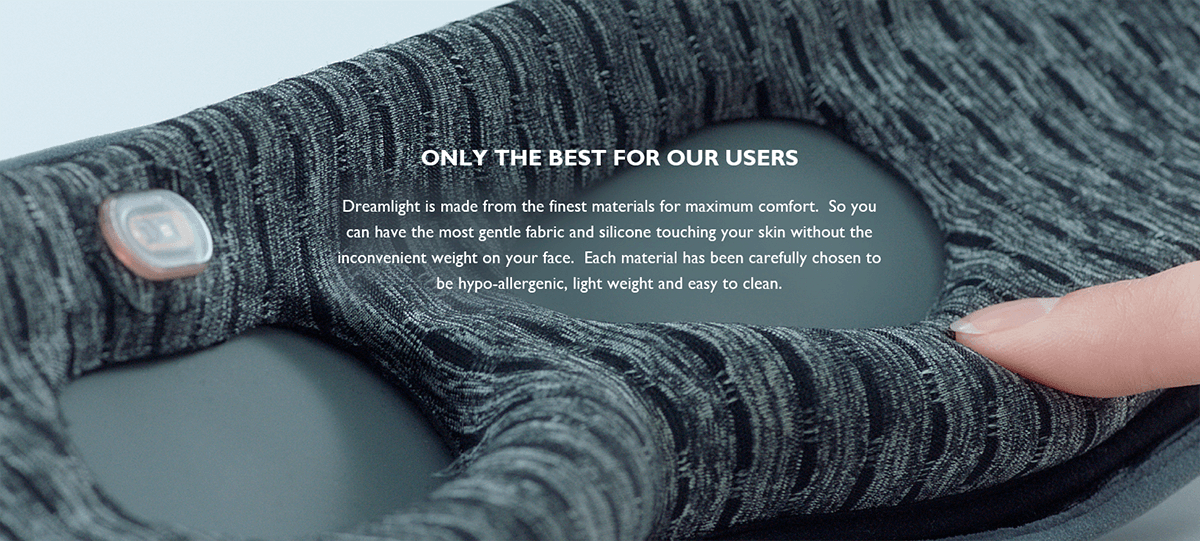 ONLY THE BEST FOR OUR USERS
Dreamlight is made from the finest materials for maximum comfort.  So you
can have the most gentle fabric and silicone touching your skin without the
inconvenient weight on your face.  Each material has been carefully chosen to
be hypo-allergenic, light weight and easy to clean.